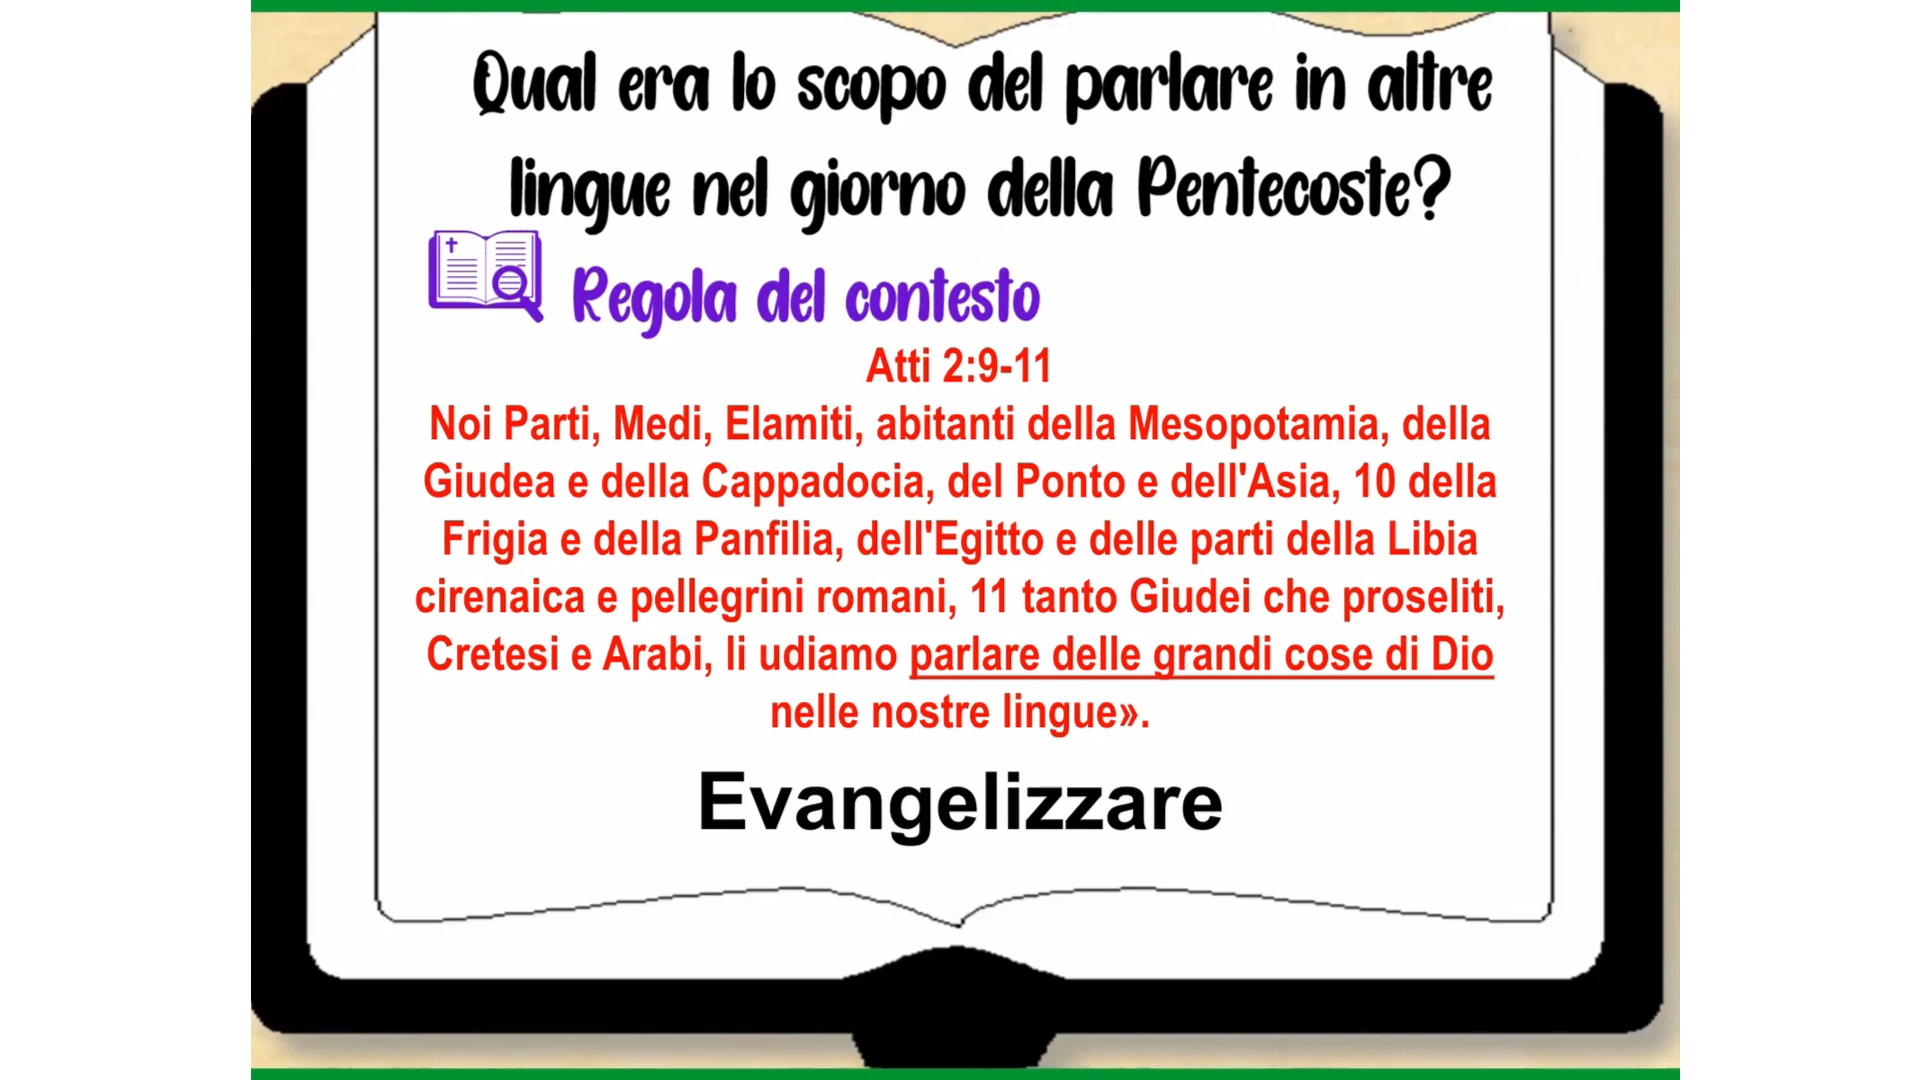 Qual era lo scopo del parlare in altre
lingue nel giorno della Pentecoste?
Regola del contesto
Atti 2:9-11
Noi Parti, Medi, Elamiti, abitanti della Mesopotamia, della
Giudea e della Cappadocia, del Ponto e dell'Asia, 10 della
Frigia e della Panfilia, dell'Egitto e delle parti della Libia
cirenaica e pellegrini romani, 11 tanto Giudei che proseliti,
Cretesi e Arabi, li udiamo parlare delle grandi cose di Dio
nelle nostre lingue».
Evangelizzare